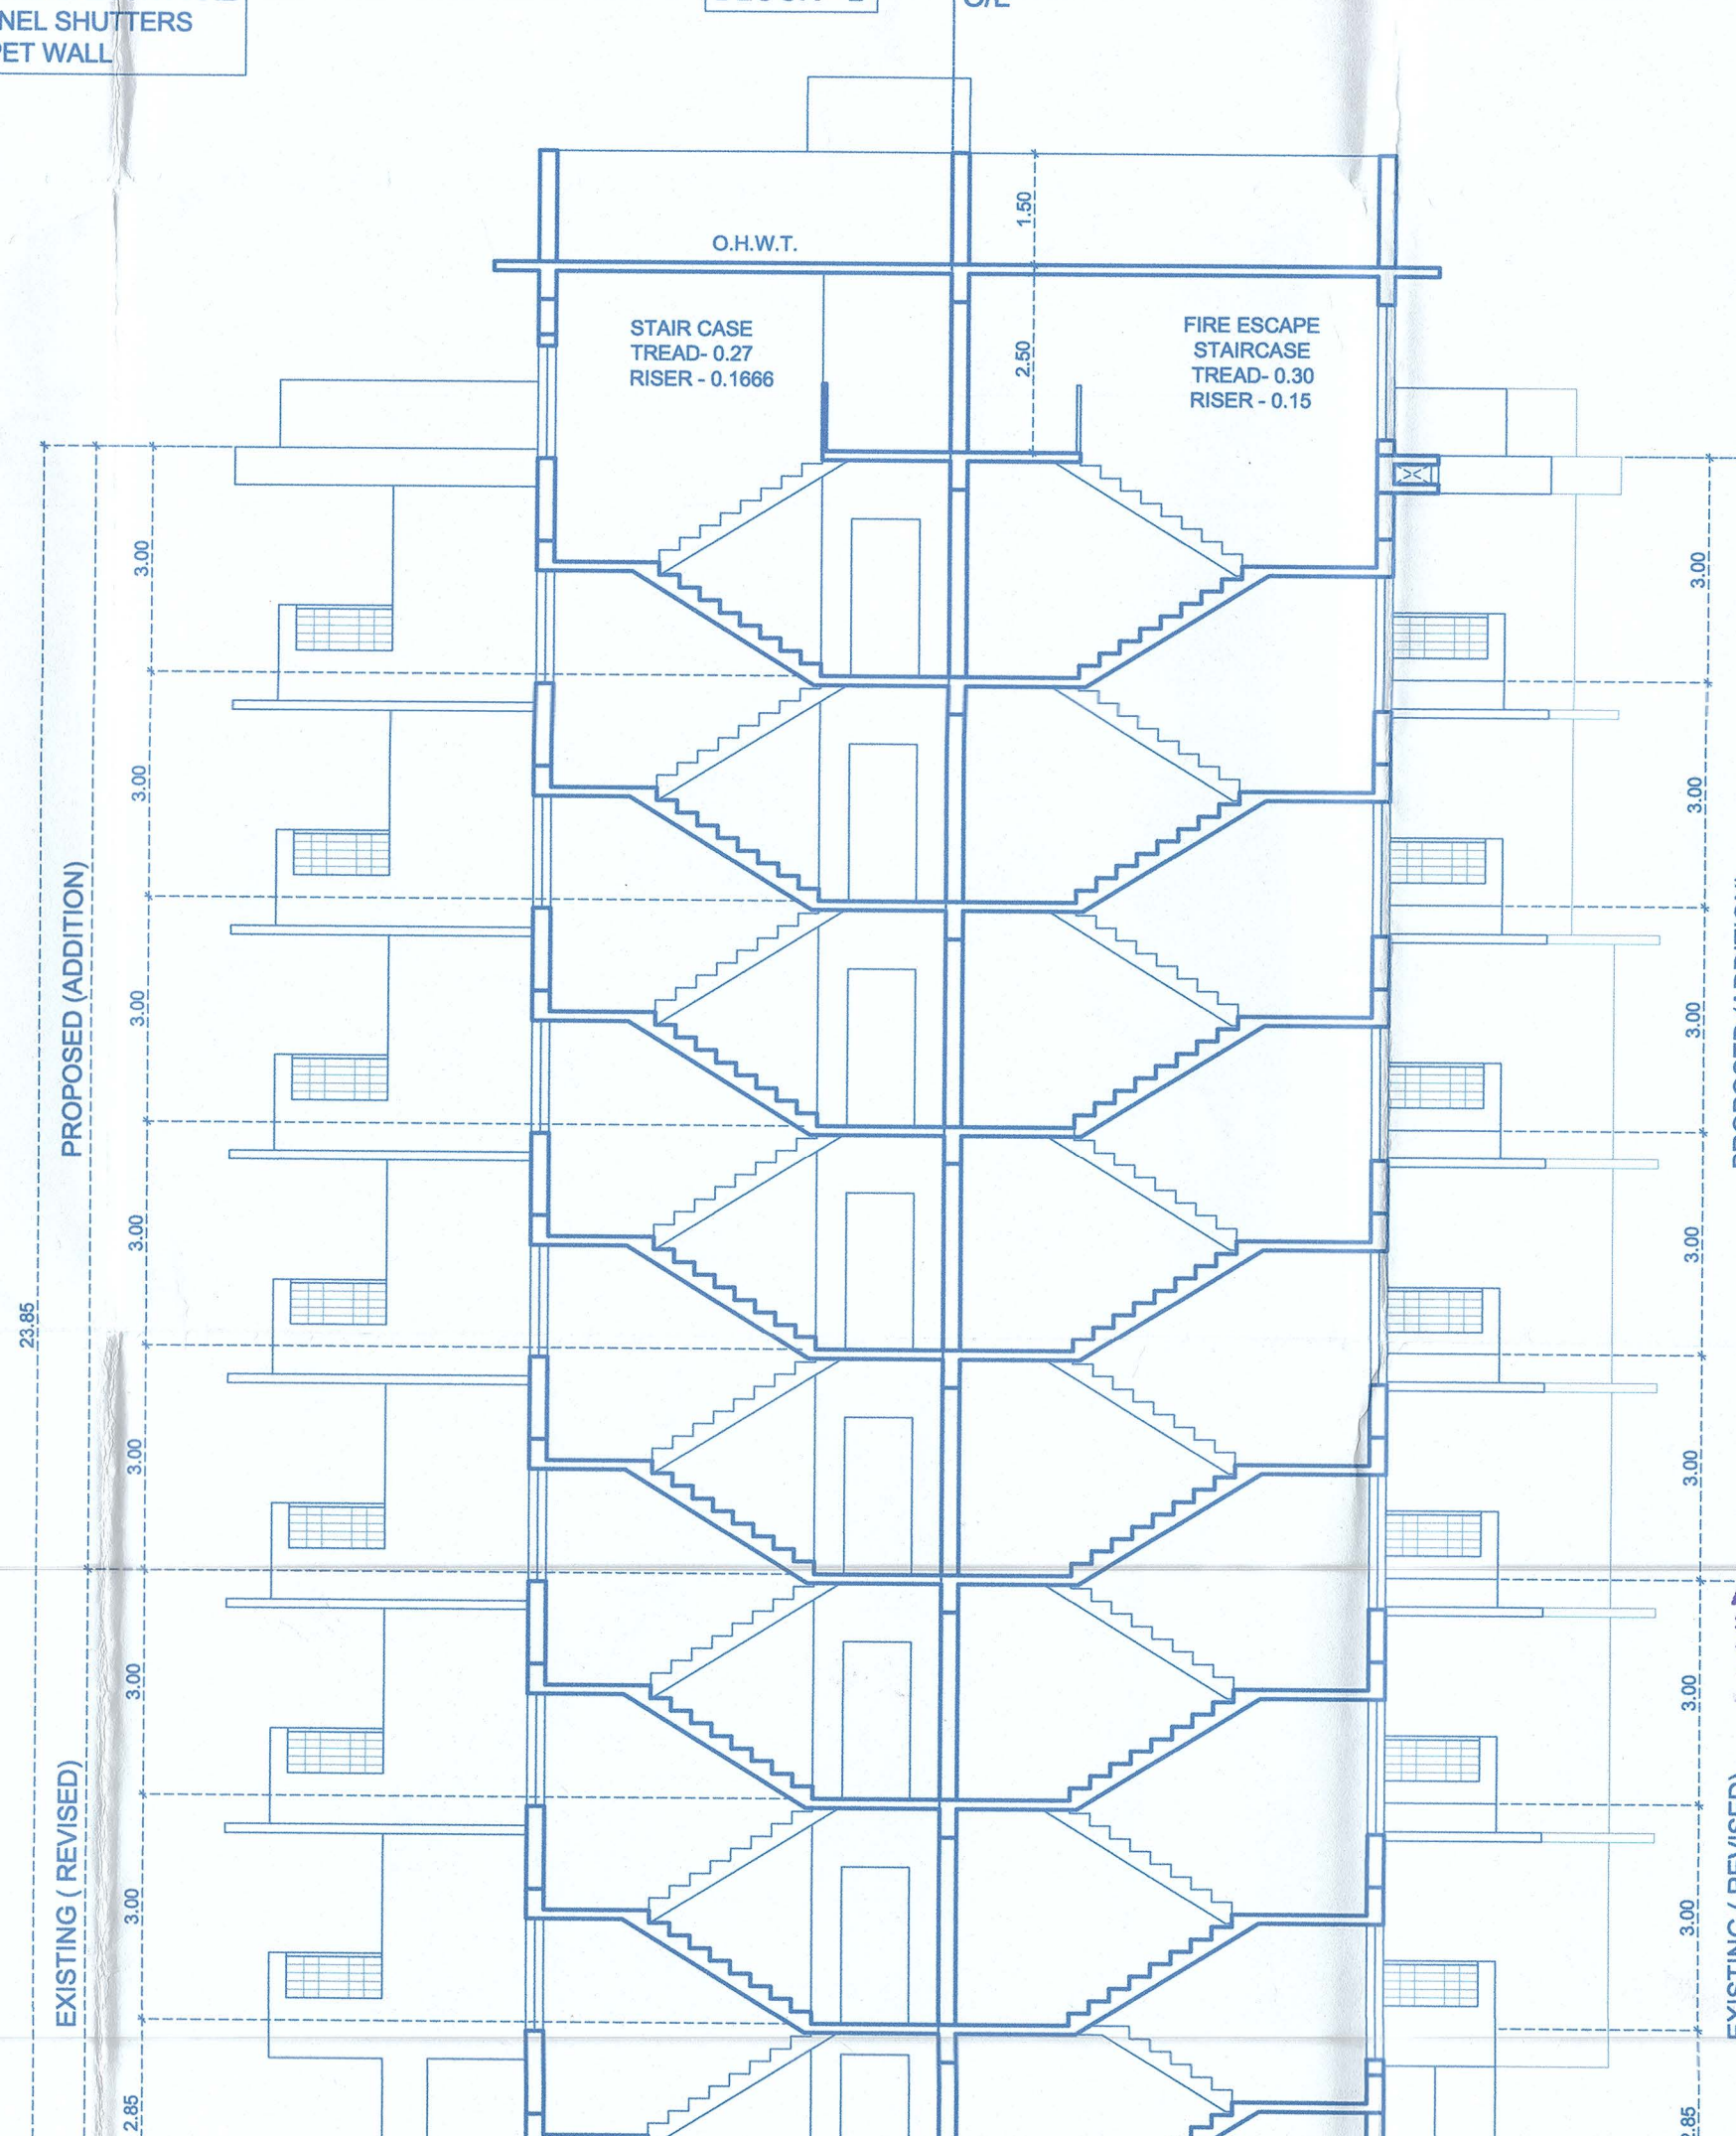 NEL SHUTTERS
PET WALL
1.50
O.H.W.T.
STAIR CASE
TREAD- 0.27
RISER - 0.1666
2.50
FIRE ESCAPE
STAIRCASE
TREAD- 0.30
RISER - 0.15
3.00
3.00
3.00
3.00
3.00
3.00
3.00
2.85
PROPOSED (ADDITION)
EXISTING ( REVISED)
23.85
3.00
3.00
3.00
3.00
3.00
3.00
3.00